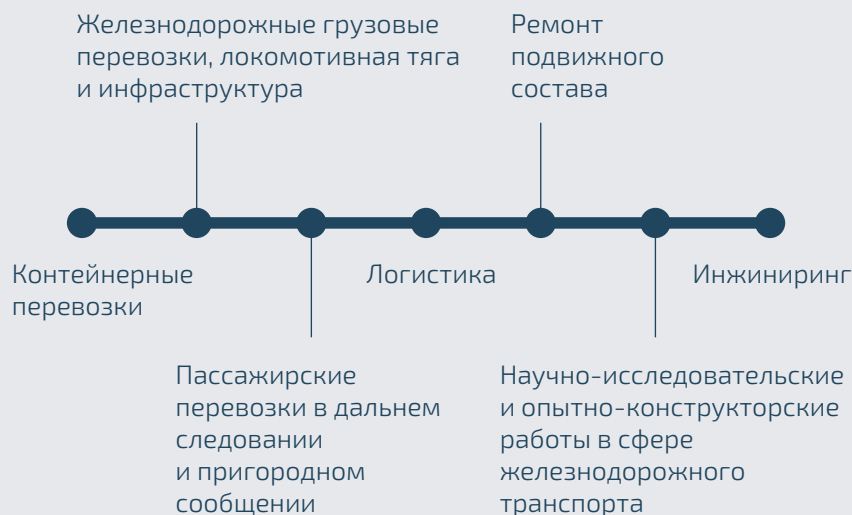 Железнодорожные грузовые
перевозки, локомотивная тяга
и инфраструктура
Ремонт
подвижного
состава
Контейнерные
перевозки
Логистика
Инжиниринг
Пассажирские
перевозки в дальнем
следовании
и пригородном
сообщении
Научно-исследовательские
и опытно-конструкторские
работы в сфере
железнодорожного
транспорта